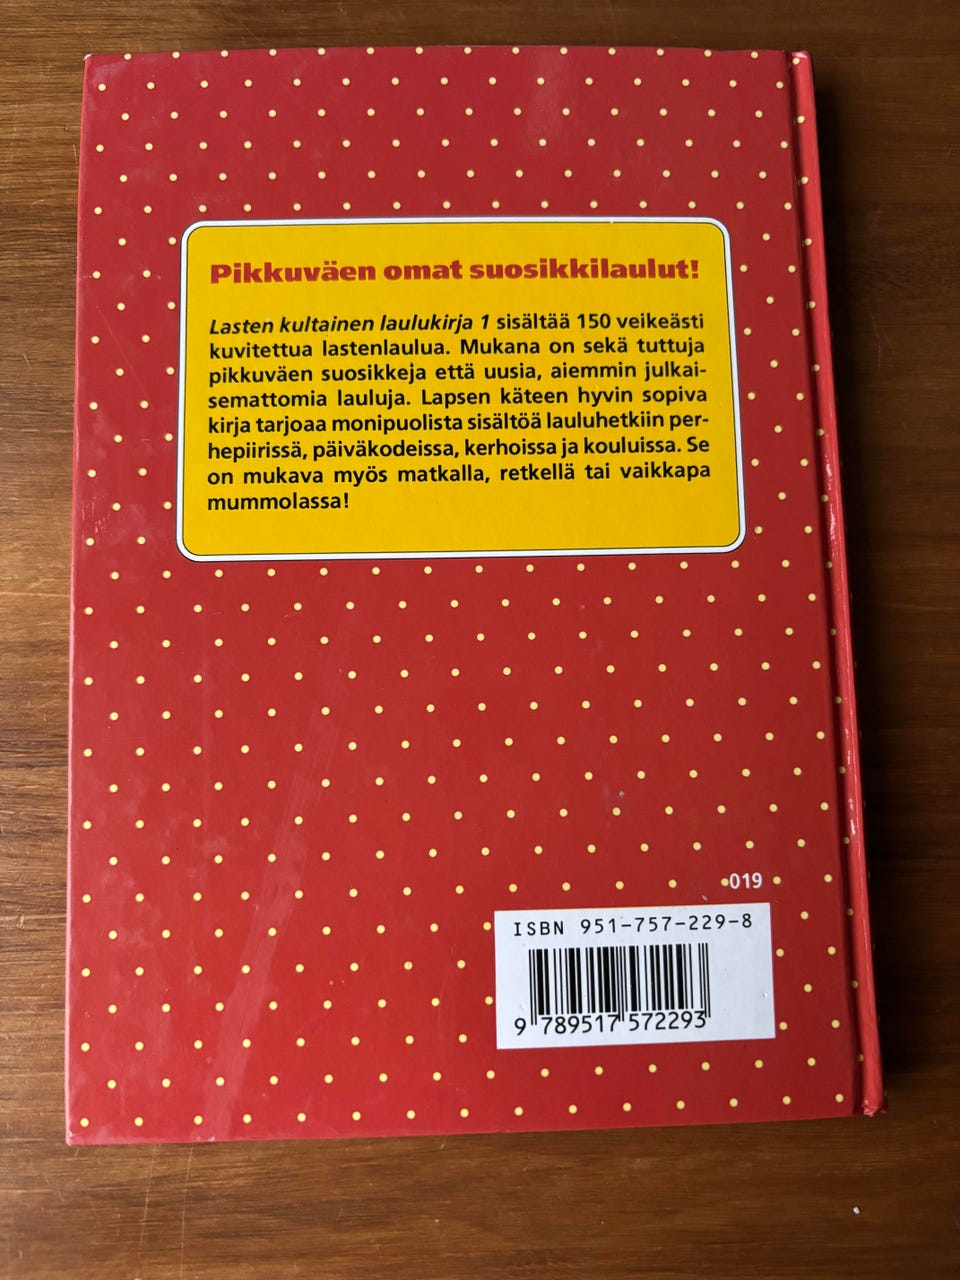 Pikkuväen omat suosikkilaulut!
Lasten kultainen laulukirja 1 sisältää 150 veikeästi
kuvitettua lastenlaulua. Mukana on sekä tuttuja
pikkuväen suosikkeja että uusia, aiemmin julkai-
semattomia lauluja. Lapsen käteen hyvin sopiva
kirja tarjoaa monipuolista sisältöä lauluhetkiin per-
hepiirissä, päiväkodeissa, kerhoissa ja kouluissa. Se
on mukava myös matkalla, retkellä tai vaikkapa
mummolassa!
019
ISBN 951-757-229-8
9 789517 572293